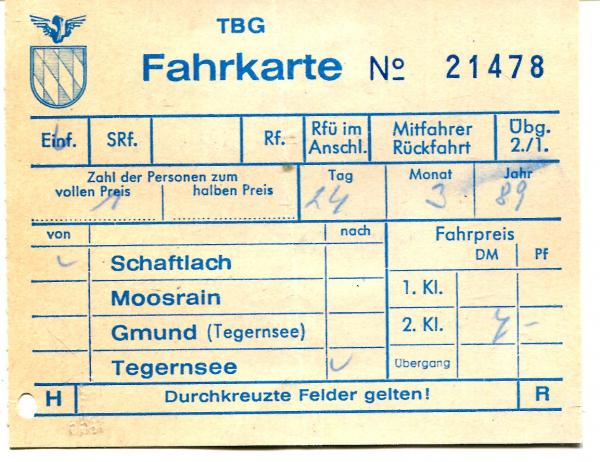 TBG
Fahrkarte № 21478
Einf. SRf. Rf. Rfü im Anschl. Mitfahrer Rückfahrt Übg. 2./1.
Zahl der Personen zum Tag Monat Jahr
vollen Preis halben Preis
1 24 3 89
von nach Fahrpreis
DM Pf
Schaftlach
1. Kl.
Moosrain
Gmund (Tegernsee) 2. Kl. 4 -
Tegernsee Übergang
H Durchkreuzte Felder gelten! R